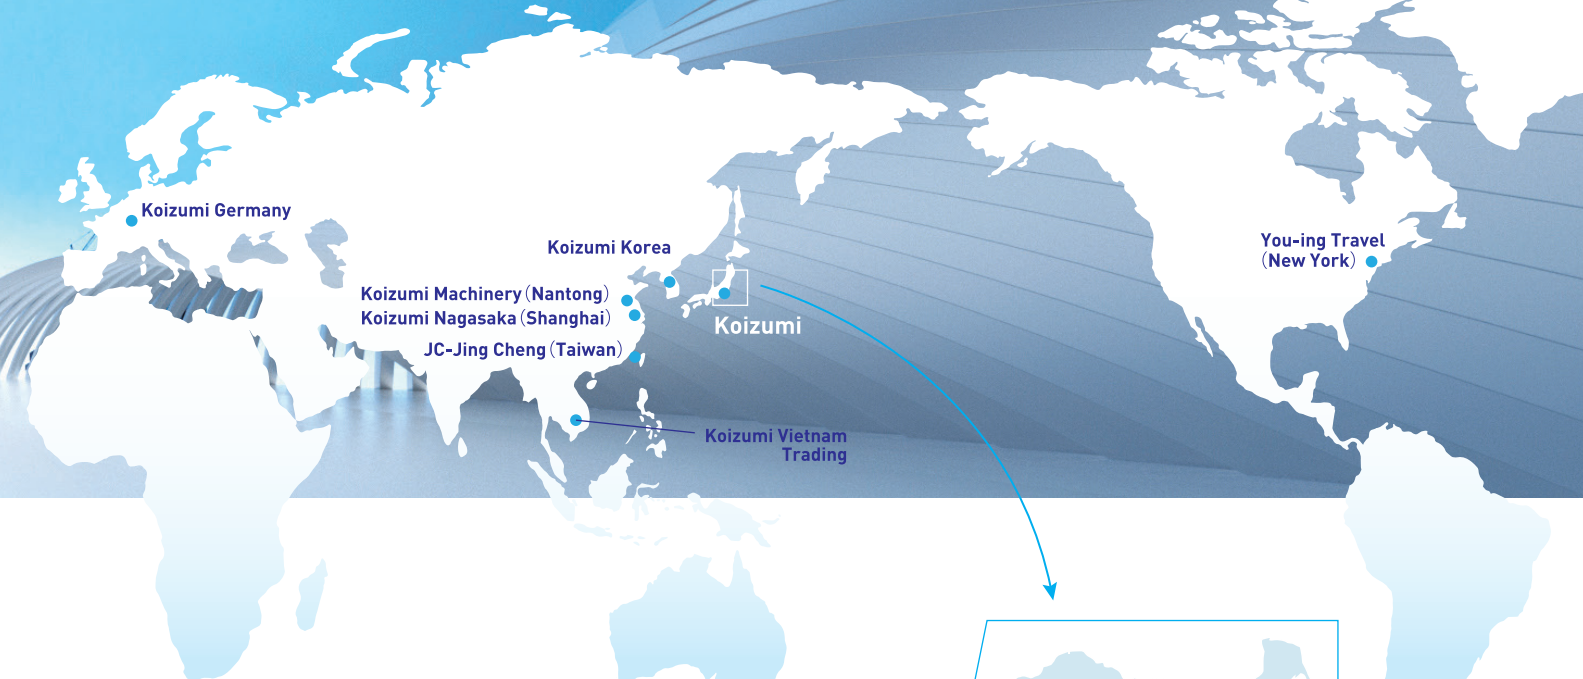 Koizumi Germany
Koizumi Korea
You-ing Travel
(New York)
Koizumi Machinery(Nantong)
Koizumi Nagasaka(Shanghai)
Koizumi
JC-Jing Cheng(Taiwan)
Koizumi Vietnam
Trading